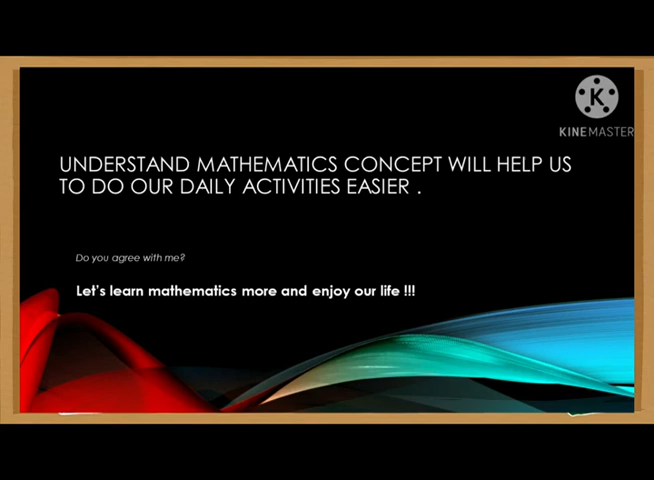 KINEMASTER
UNDERSTAND MATHEMATICS CONCEPT WILL HELP US
TO DO OUR DAILY ACTIVITIES EASIER .
Do you agree with me?
Let's learn mathematics more and enjoy our life !!!